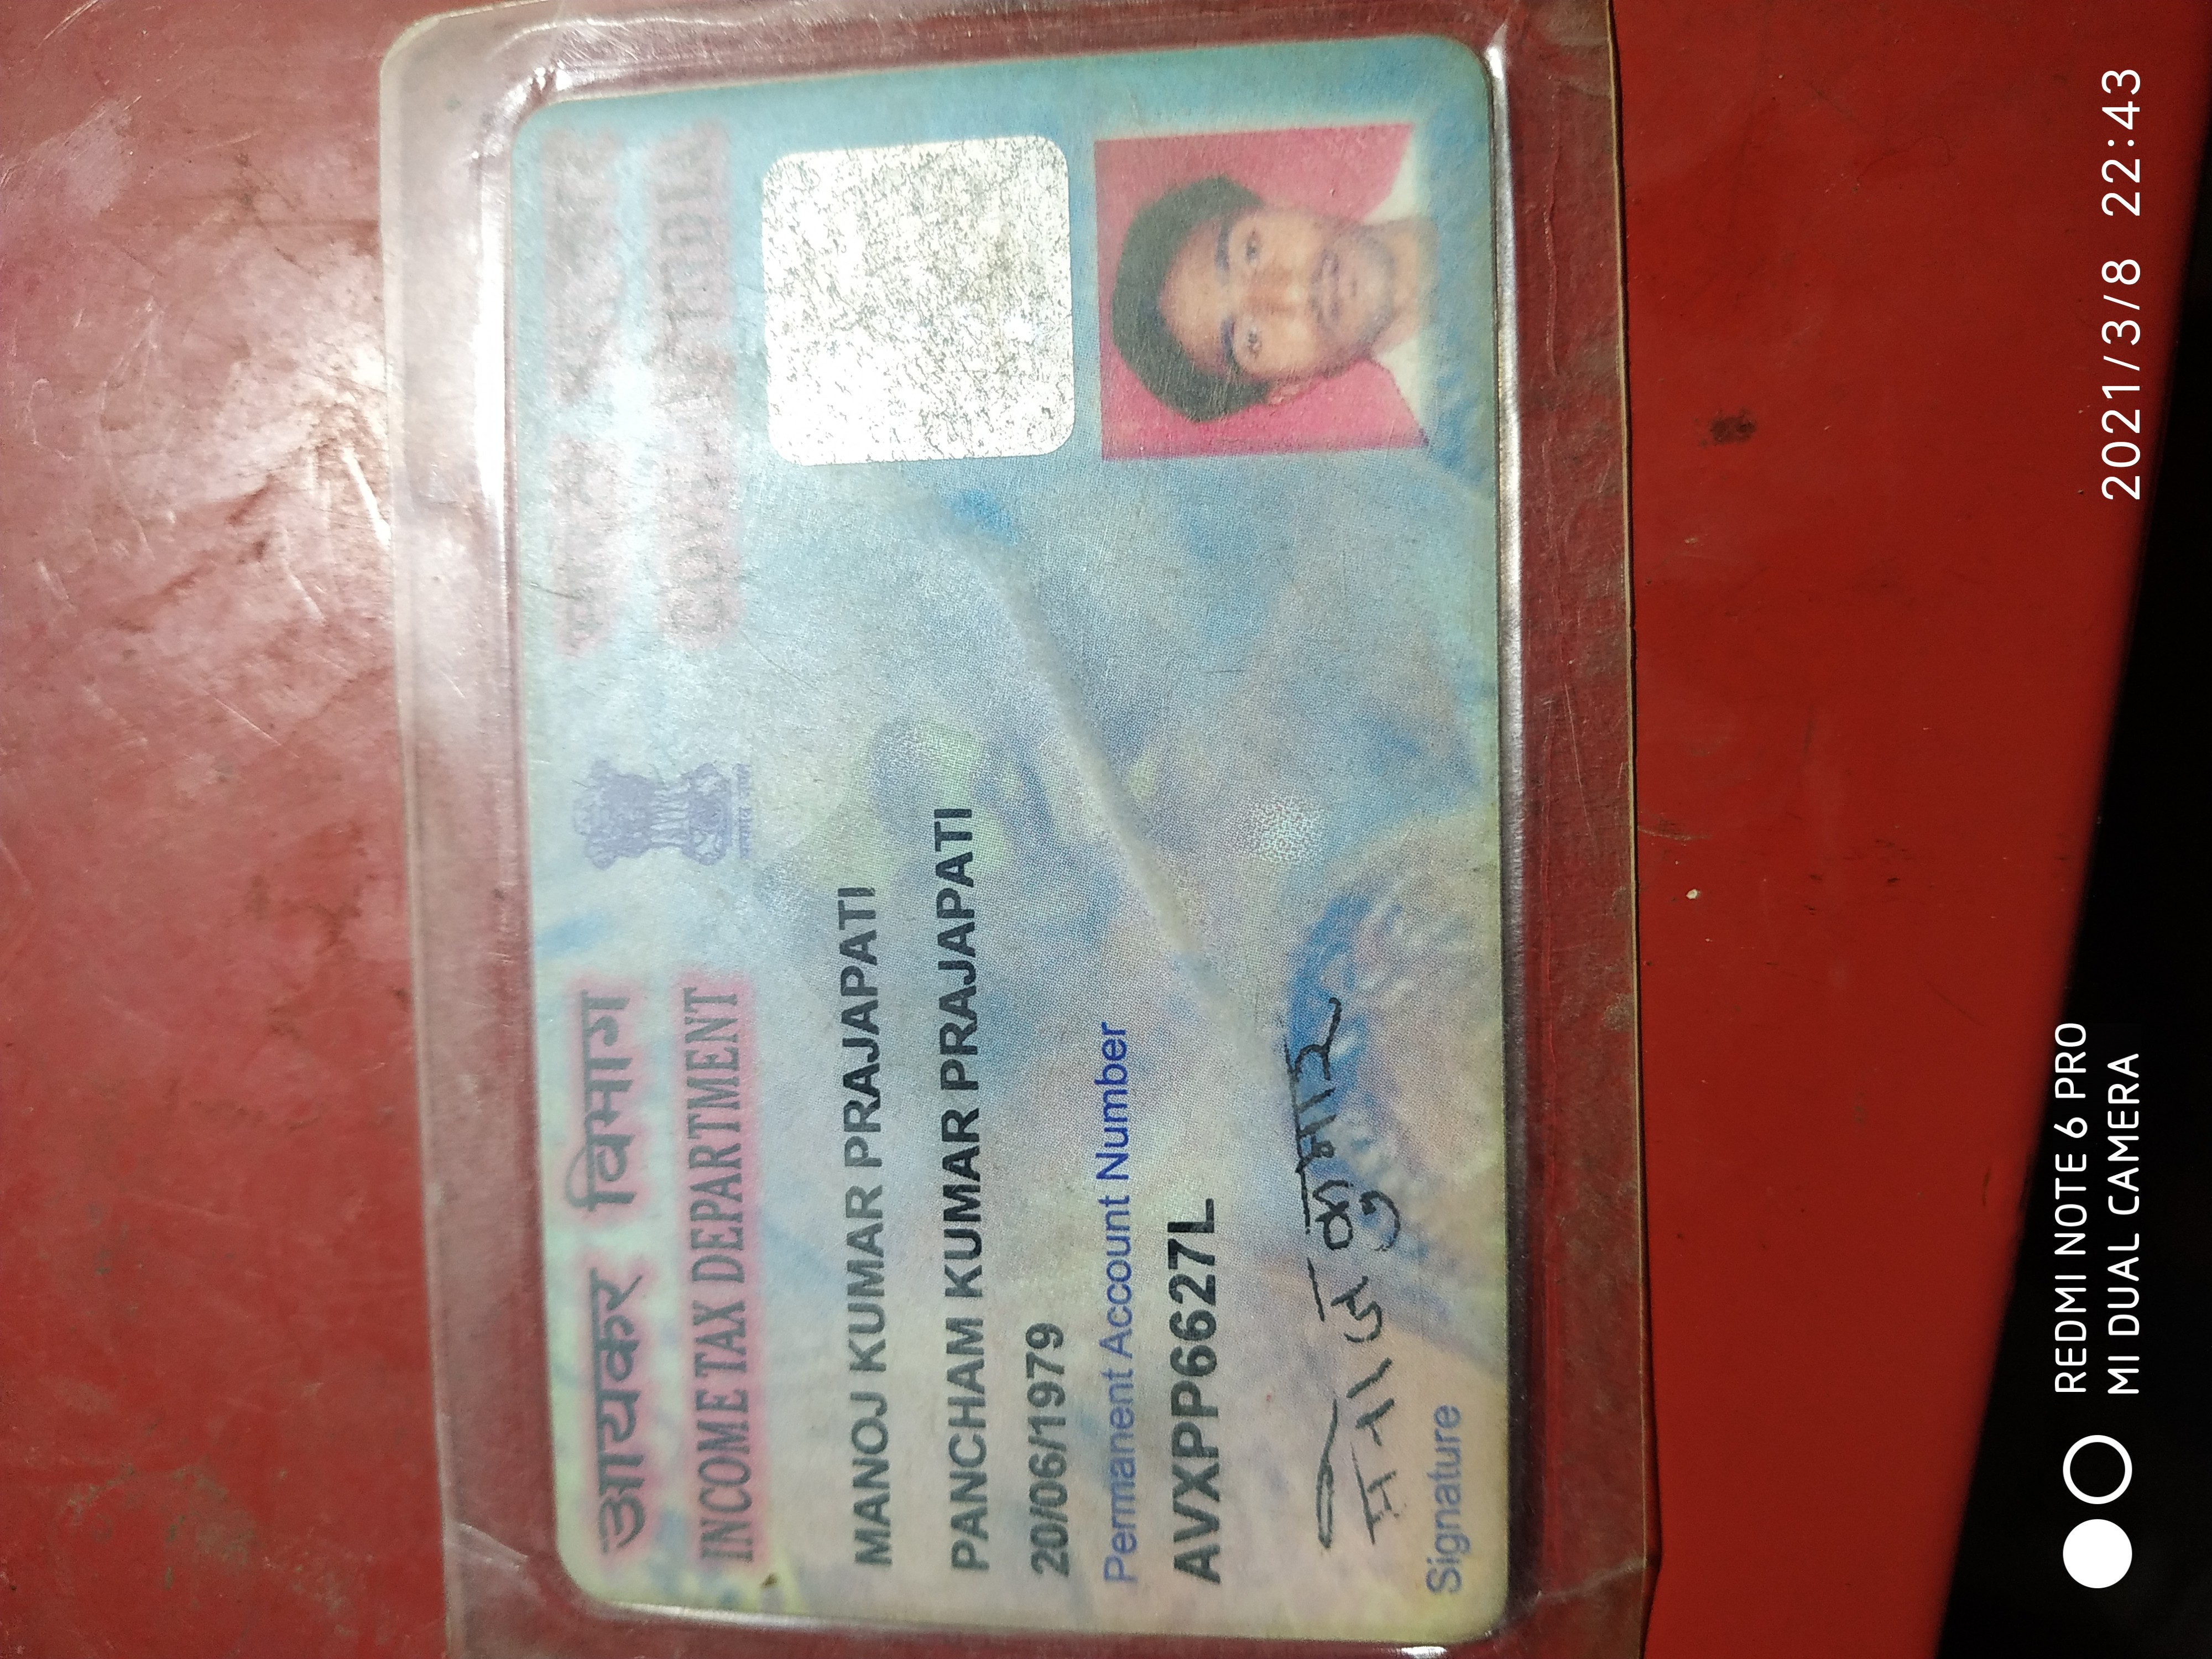 आयकर विभाग
INCOME TAX DEPARTMENT
भारत सरकार
GOVT. OF INDIA
MANOJ KUMAR PRAJAPATI
PANCHAM KUMAR PRAJAPATI
20/06/1979
Permanent Account Number
AVXPP6627L
मनोज कुमार
Signature
REDMI NOTE 6 PRO
MI DUAL CAMERA
2021/3/8 22:43